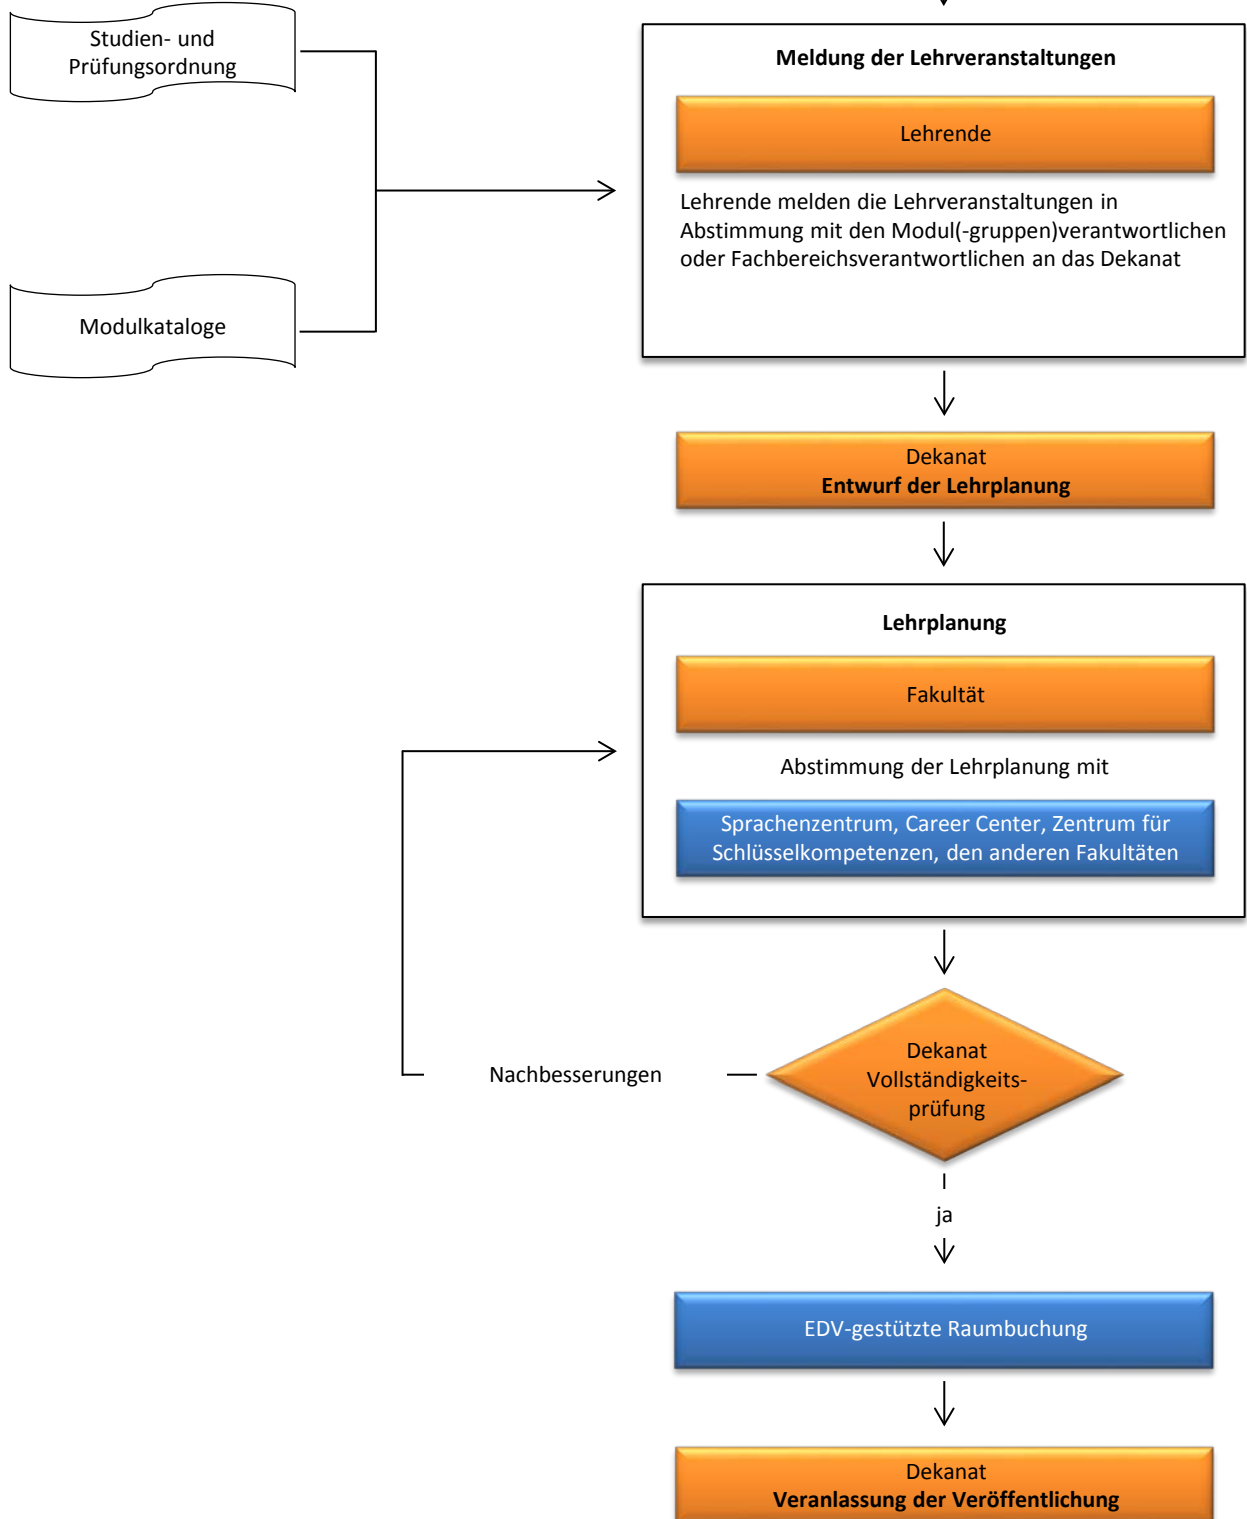 Studien- und
Prüfungsordnung
Modulkataloge
Meldung der Lehrveranstaltungen
Lehrende
Lehrende melden die Lehrveranstaltungen in
Abstimmung mit den Modul(-gruppen)verantwortlichen
oder Fachbereichsverantwortlichen an das Dekanat
Dekanat
Entwurf der Lehrplanung
Lehrplanung
Fakultät
Abstimmung der Lehrplanung mit
Sprachenzentrum, Career Center, Zentrum für
Schlüsselkompetenzen, den anderen Fakultäten
Dekanat
Vollständigkeits-
prüfung
Nachbesserungen
ja
EDV-gestützte Raumbuchung
Dekanat
Veranlassung der Veröffentlichung